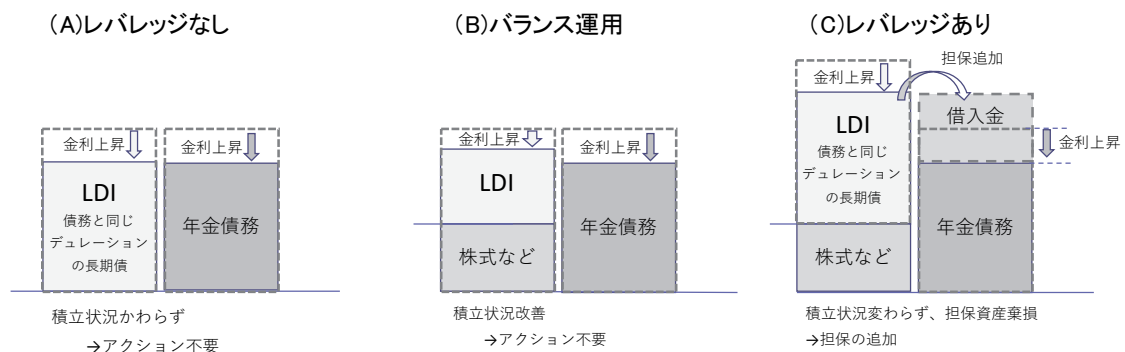 (A)レバレッジなし
金利上昇
金利上昇
LDI
債務と同じ
デュレーション
の長期債
年金債務
積立状況かわらず
→アクション不要
(B)バランス運用
金利上昇
金利上昇
LDI
株式など
年金債務
積立状況改善
→アクション不要
(C)レバレッジあり
担保追加
金利上昇
LDI
債務と同じ
デュレーション
の長期債
株式など
借入金
金利上昇
年金債務
積立状況変わらず、担保資産棄損
→担保の追加